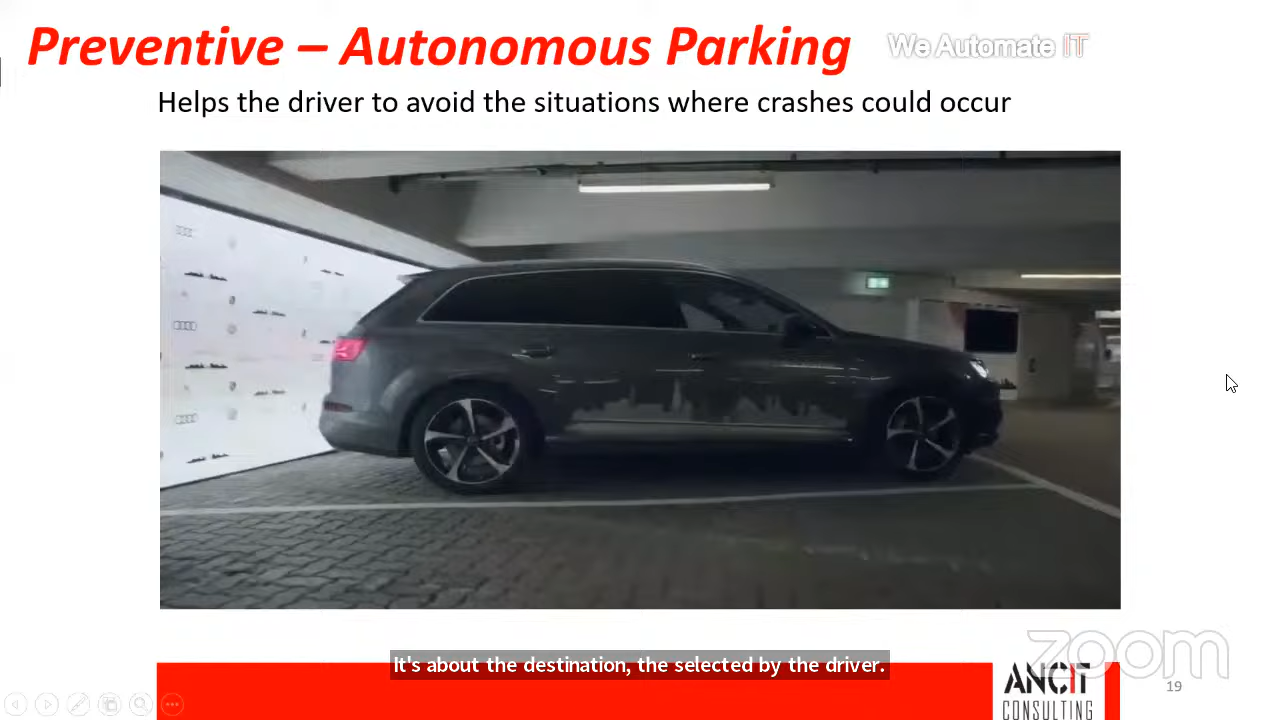 Preventive – Autonomous Parking
We Automate IT
Helps the driver to avoid the situations where crashes could occur
It's about the destination, the selected by the driver.
zoom
ANCIT
CONSULTING
19